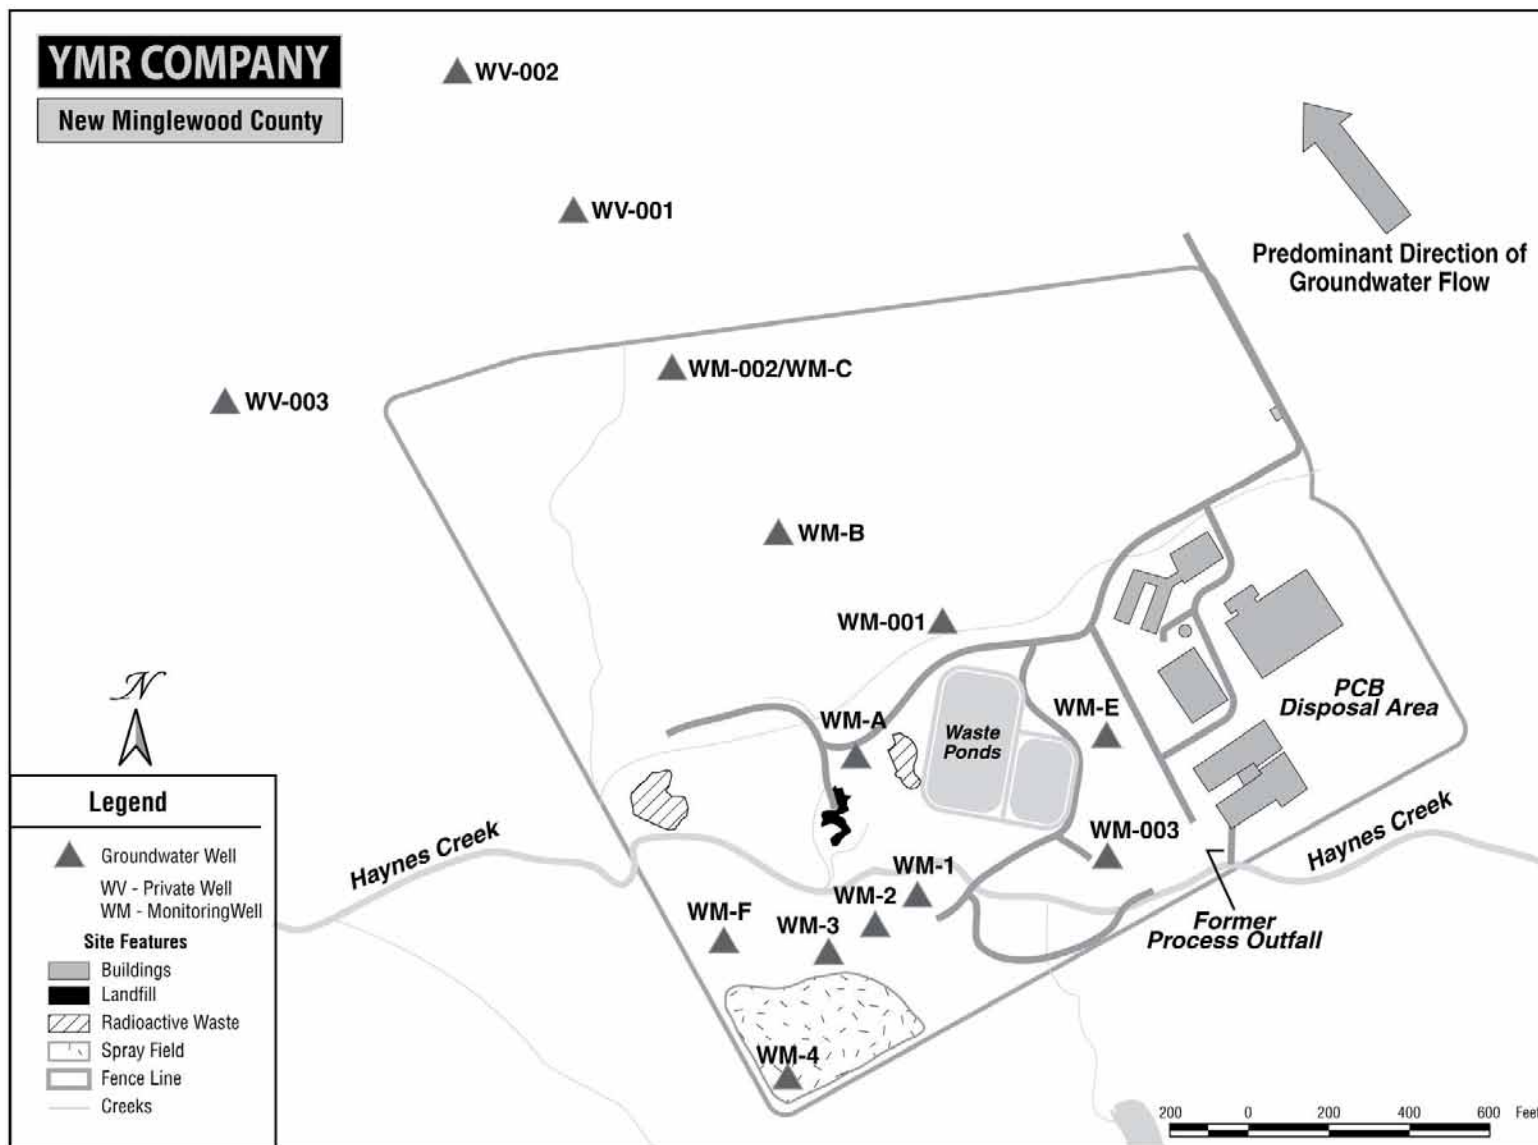 YMR COMPANY
New Minglewood County
WV-002
WV-001
Predominant Direction of
Groundwater Flow
WM-002/WM-C
WV-003
WM-B
WM-001
PCB
Disposal Area
WM-A
WM-E
Waste
Ponds
N
WM-003
Haynes Creek
Haynes Creek
WM-1
WM-2
WM-F
WM-3
Former
Process Outfall
WM-4
Legend
Groundwater Well
WV - Private Well
WM - MonitoringWell
Site Features
Buildings
Landfill
Radioactive Waste
Spray Field
Fence Line
Creeks
200 0 200 400 600 Feet